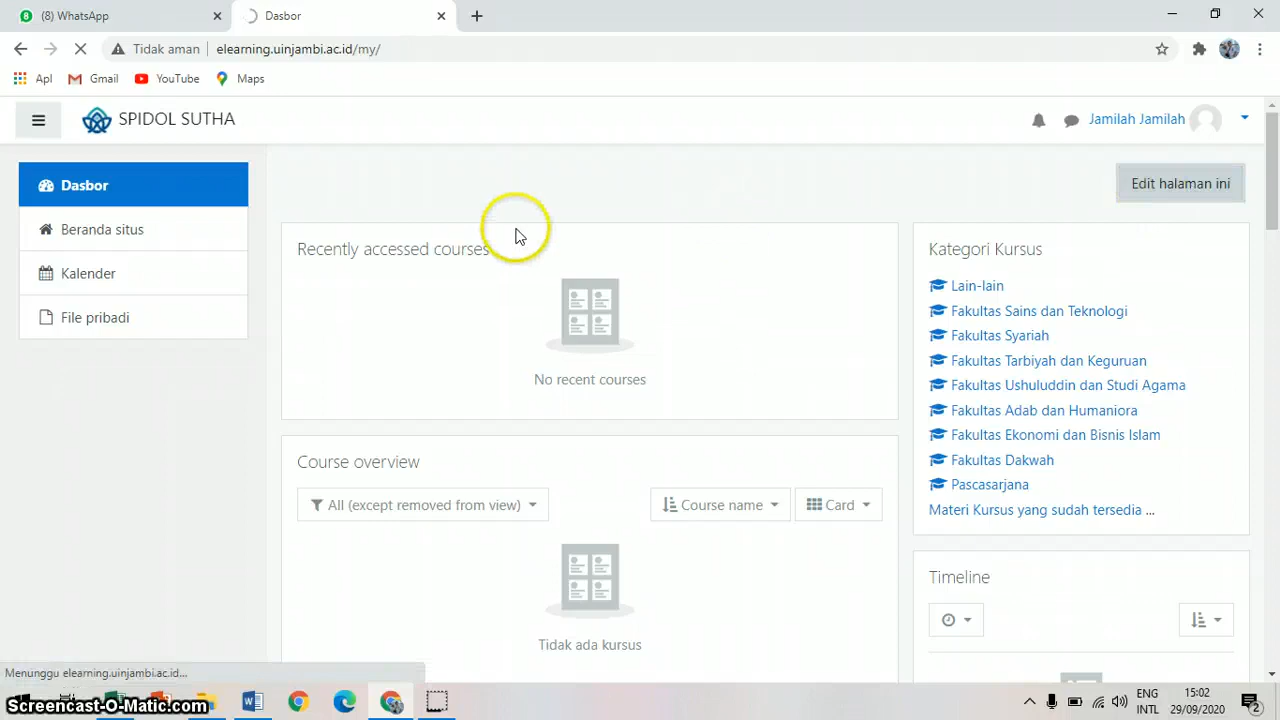 (8) WhatsApp
Dasbor
Tidak aman
elearning.uinjambi.ac.id/my/
Apl
Gmail
YouTube
Maps
SPIDOL SUTHA
Jamilah Jamilah
Edit halaman ini
Dasbor
Beranda situs
Kalender
File pribadi
Recently accessed courses
No recent courses
Course overview
All (except removed from view)
Course name
Card
Tidak ada kursus
Kategori Kursus
Lain-lain
Fakultas Sains dan Teknologi
Fakultas Syariah
Fakultas Tarbiyah dan Keguruan
Fakultas Ushuluddin dan Studi Agama
Fakultas Adab dan Humaniora
Fakultas Ekonomi dan Bisnis Islam
Fakultas Dakwah
Pascasarjana
Materi Kursus yang sudah tersedia ...
Timeline
Menunggu elearning.uinjambi.ac.id...
Screencast-O-Matic.com
ENG
INTL
15:02
29/09/2020
2